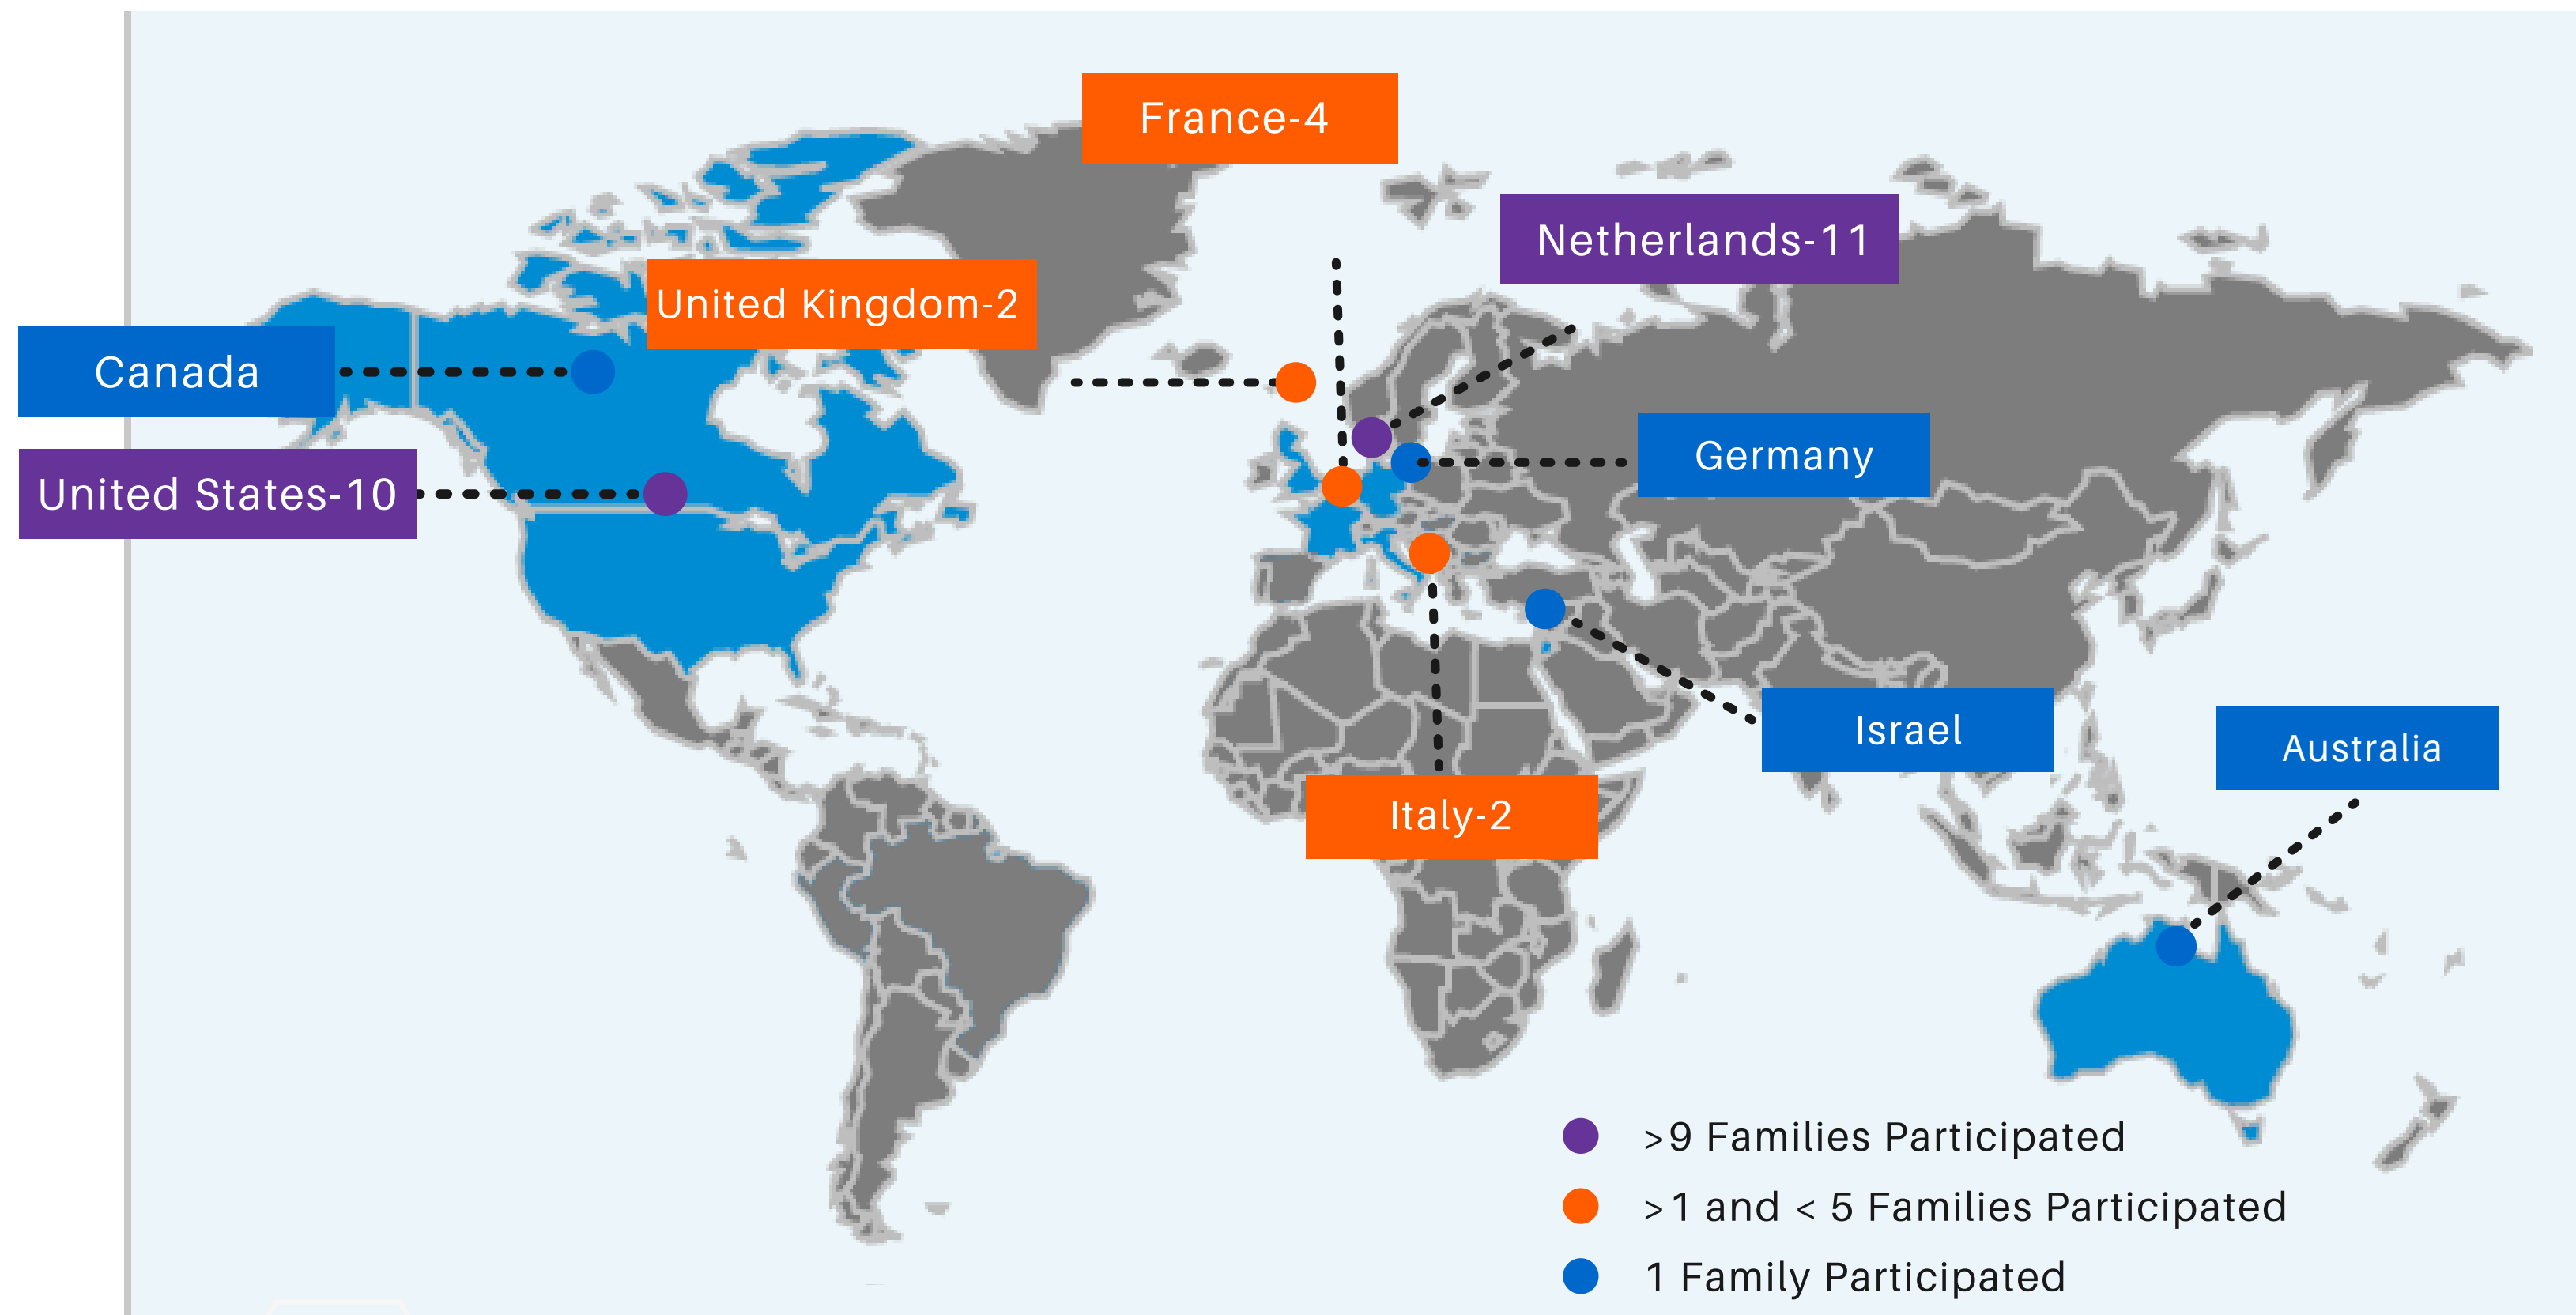 France-4
Netherlands-11
United Kingdom-2
Canada
Germany
United States-10
Israel
Australia
Italy-2
>9 Families Participated
>1 and < 5 Families Participated
1 Family Participated